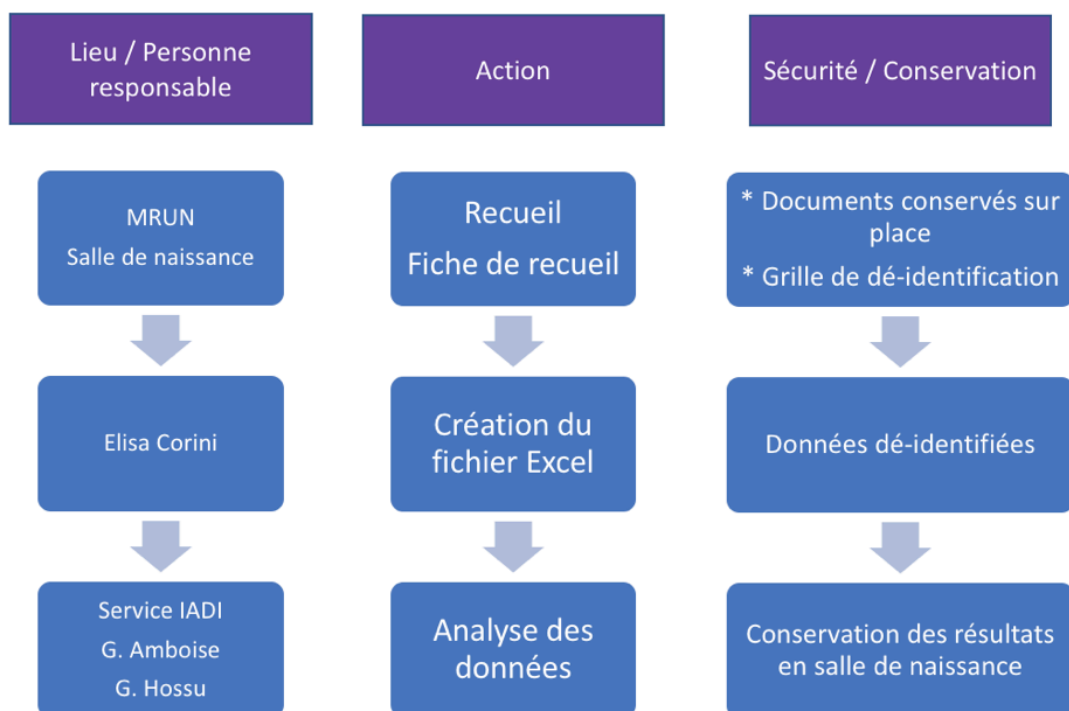 Lieu / Personne
responsable
Action
Sécurité / Conservation
MRUN
Salle de naissance
Recueil
Fiche de recueil
* Documents conservés sur
place
* Grille de dé-identification
Elisa Corini
Création du
fichier Excel
Données dé-identifiées
Service IADI
G. Amboise
G. Hossu
Analyse des
données
Conservation des résultats
en salle de naissance